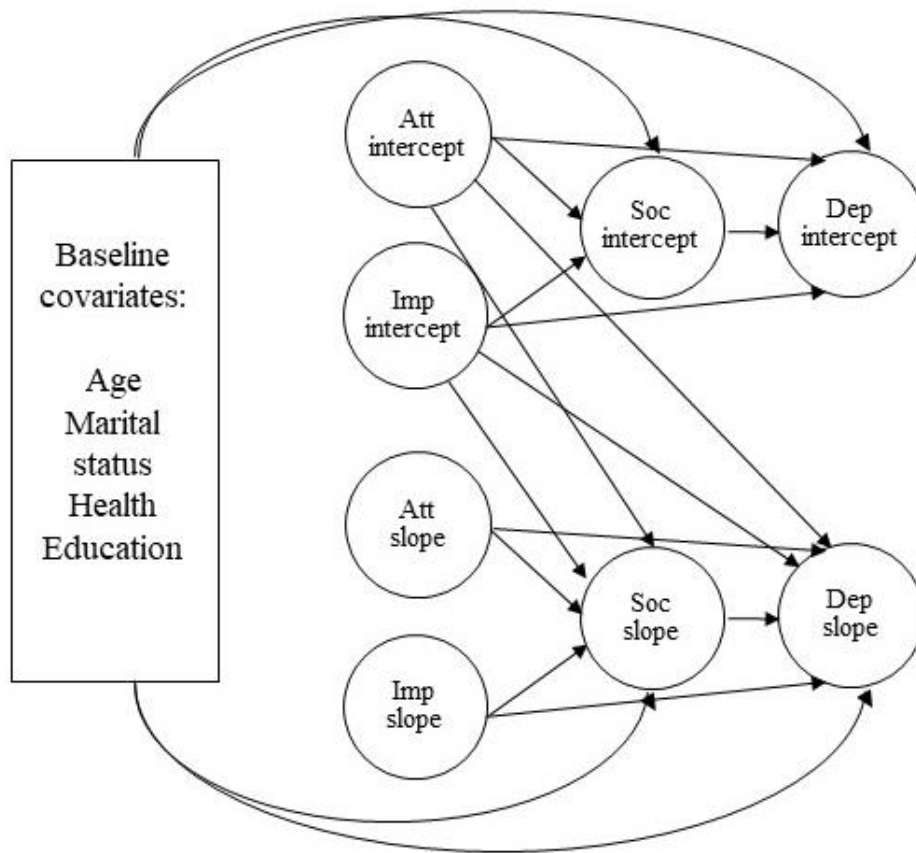 Baseline
covariates:
Age
Marital
status
Health
Education
Att
intercept
Imp
intercept
Att
slope
Imp
slope
Soc
intercept
Dep
intercept
Soc
slope
Dep
slope